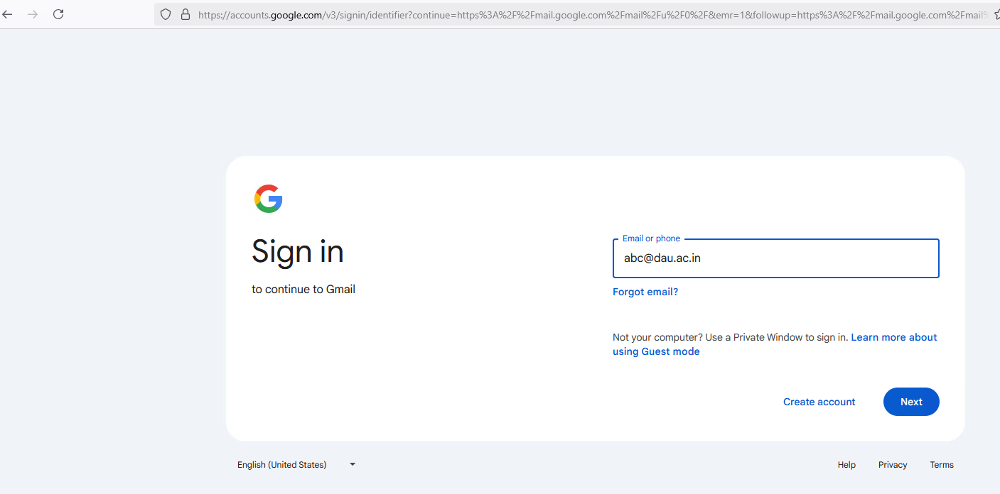 https://accounts.google.com/v3/signin/identifier?continue=https%3A%2F%2Fmail.google.com%2Fmail%2Fu%2F0%2F&emr=1&followup=https%3A%2F%2Fmail.google.com%2Fmail%
Sign in
to continue to Gmail
Email or phone
abc@dau.ac.in
Forgot email?
Not your computer? Use a Private Window to sign in. Learn more about
using Guest mode
Create account
Next
English (United States)
Help
Privacy
Terms